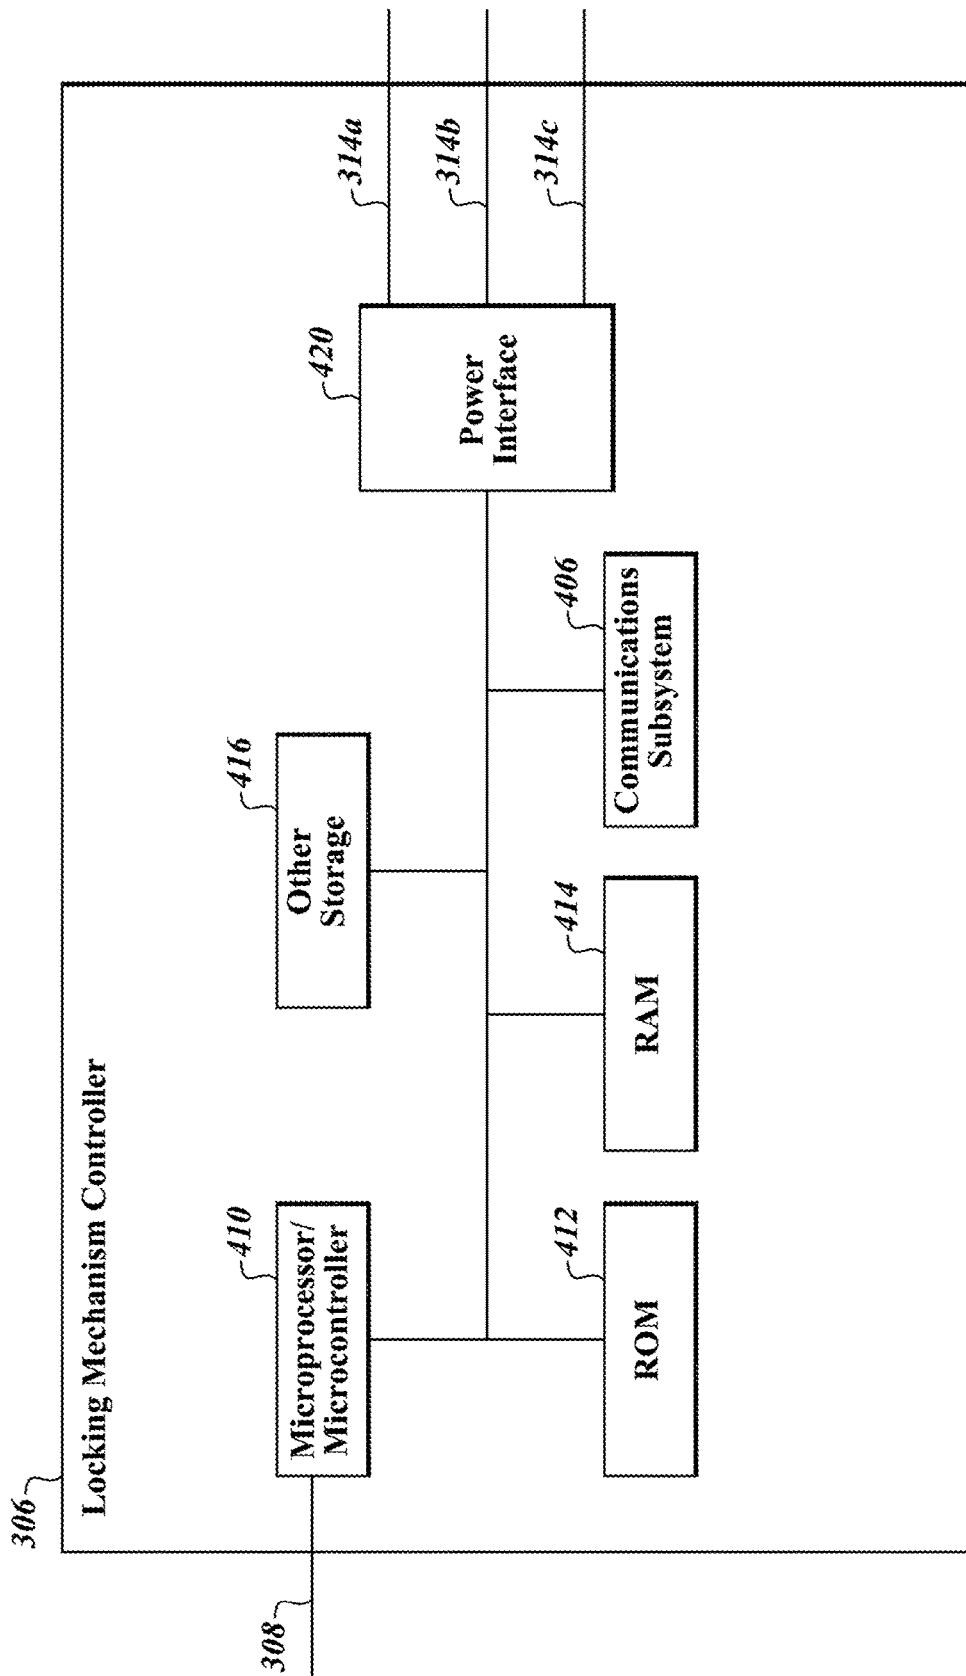 306
Locking Mechanism Controller
308
410
Microprocessor/
Microcontroller
416
Other
Storage
420
Power
Interface
314a
314b
314c
412
ROM
414
RAM
406
Communications
Subsystem